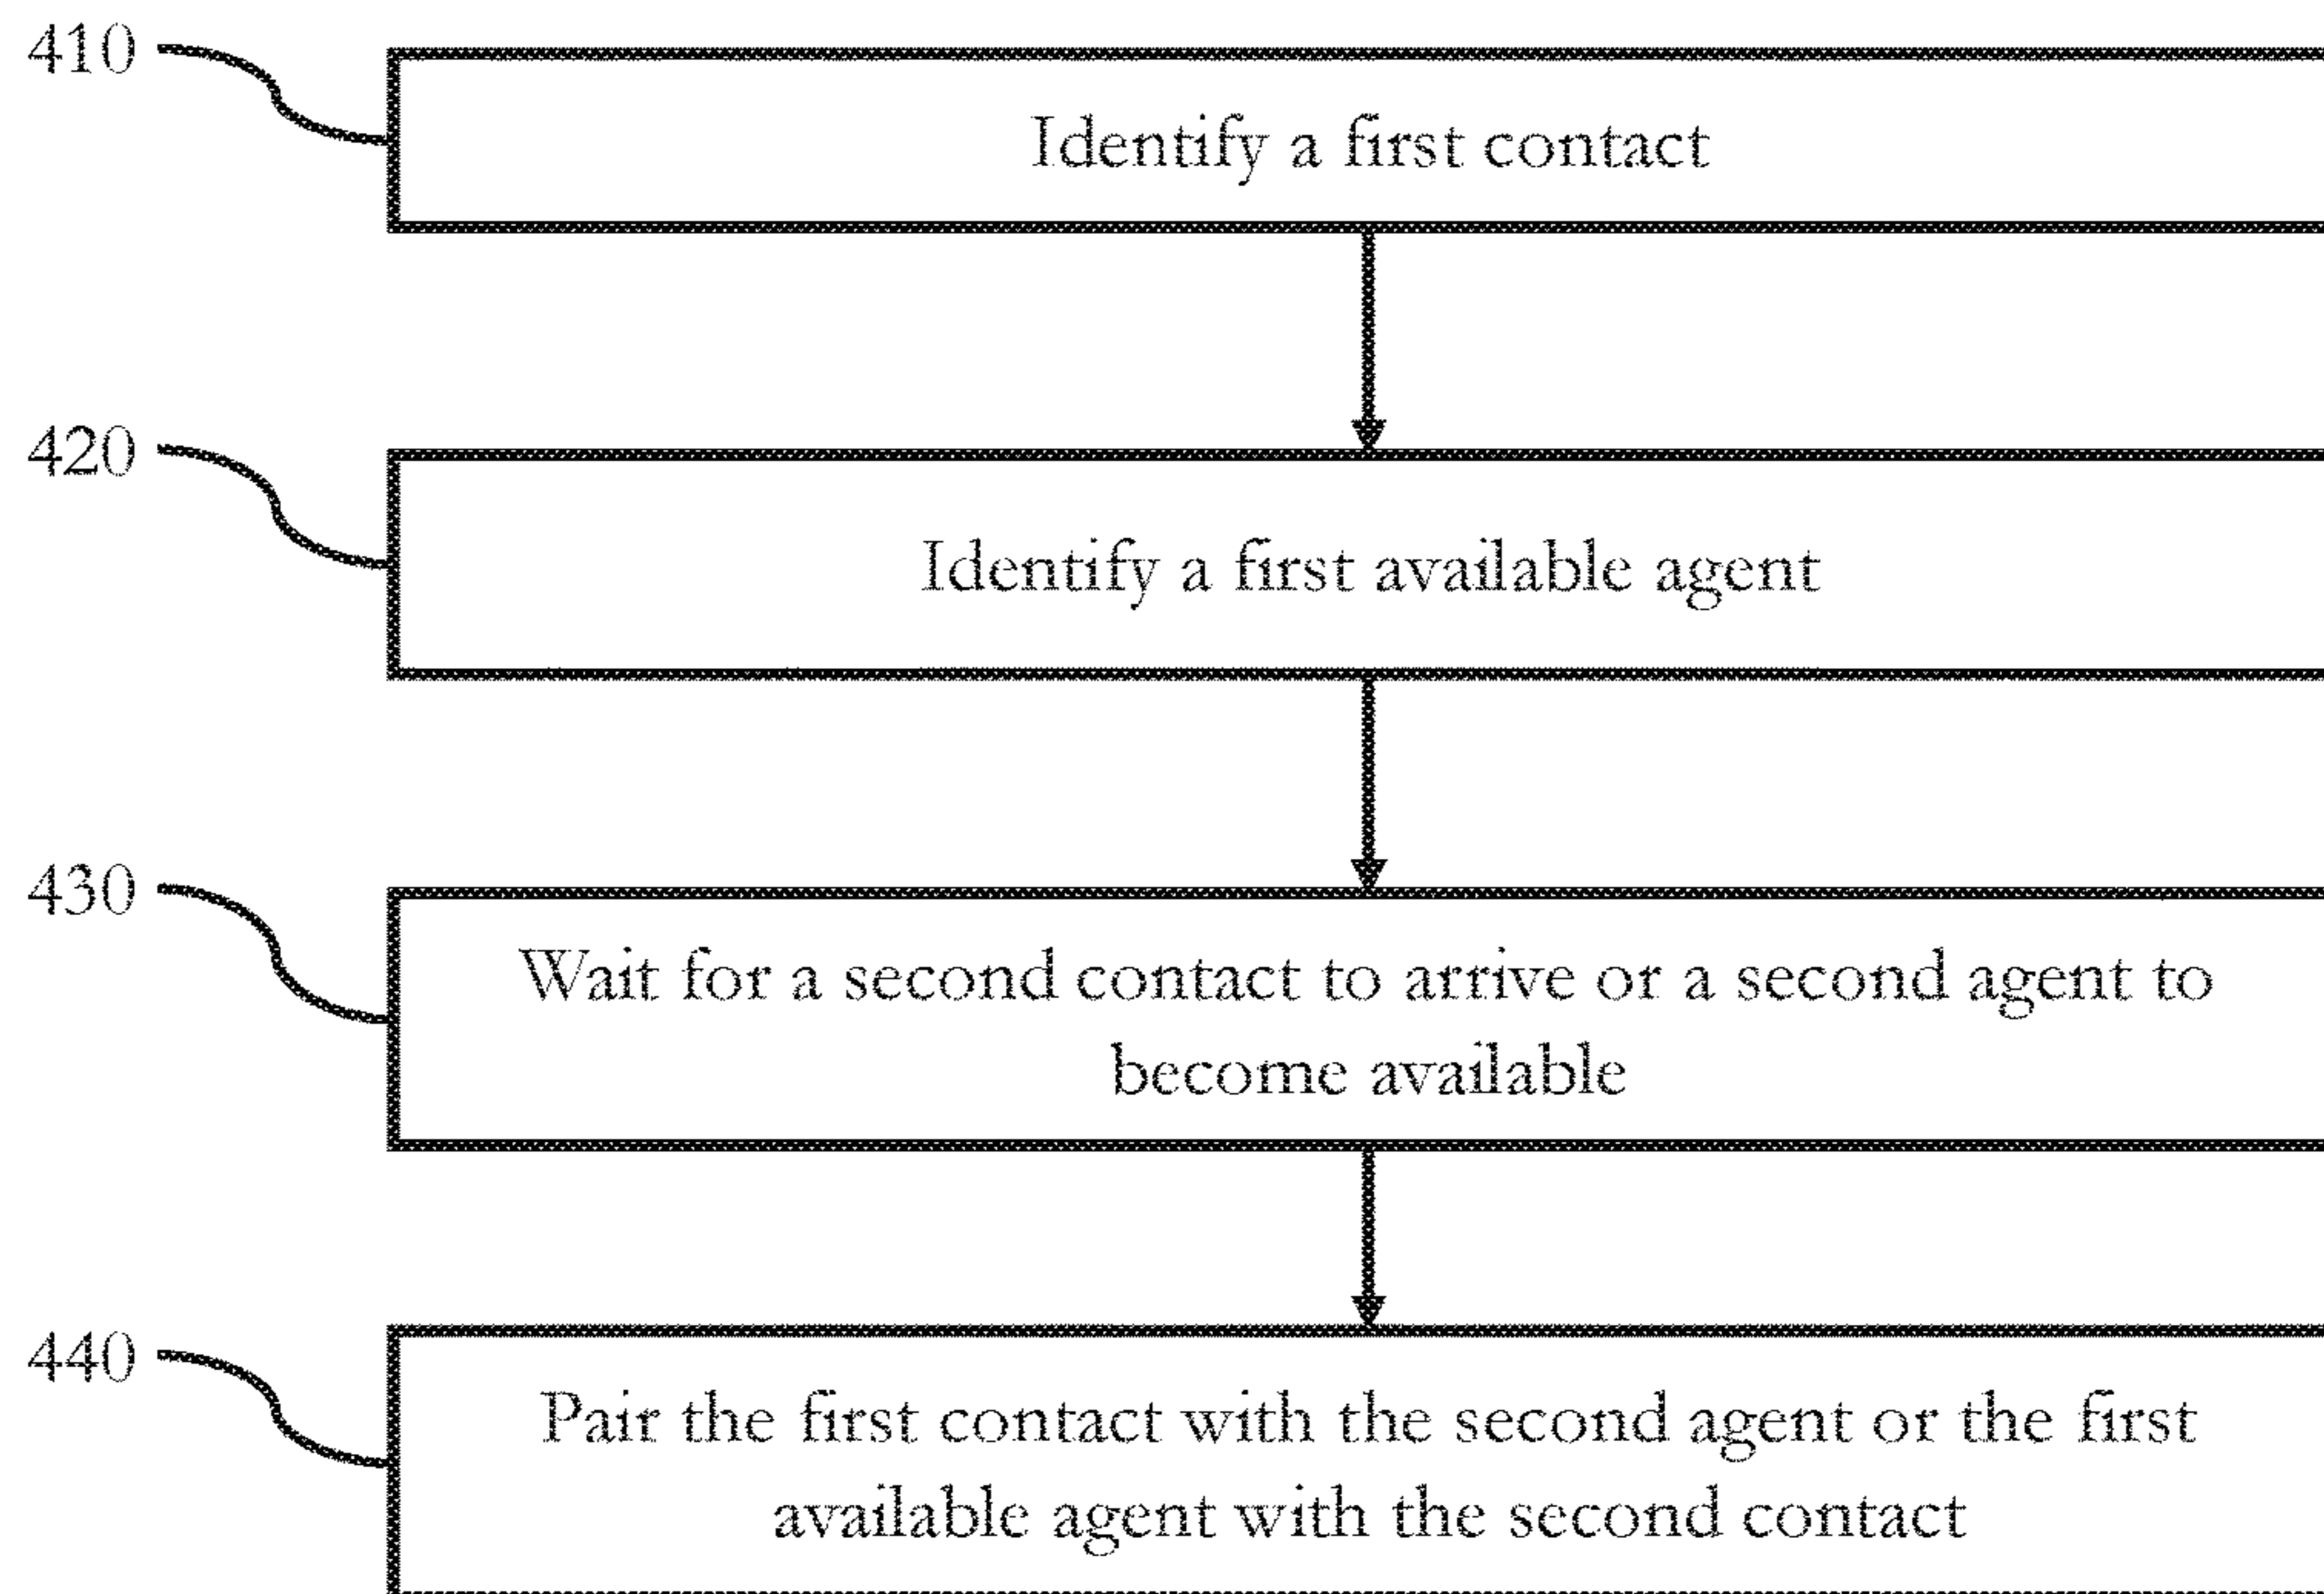 410
Identify a first contact
420
Identify a first available agent
430
Wait for a second contact to arrive or a second agent to
become available
440
Pair the first contact with the second agent or the first
available agent with the second contact